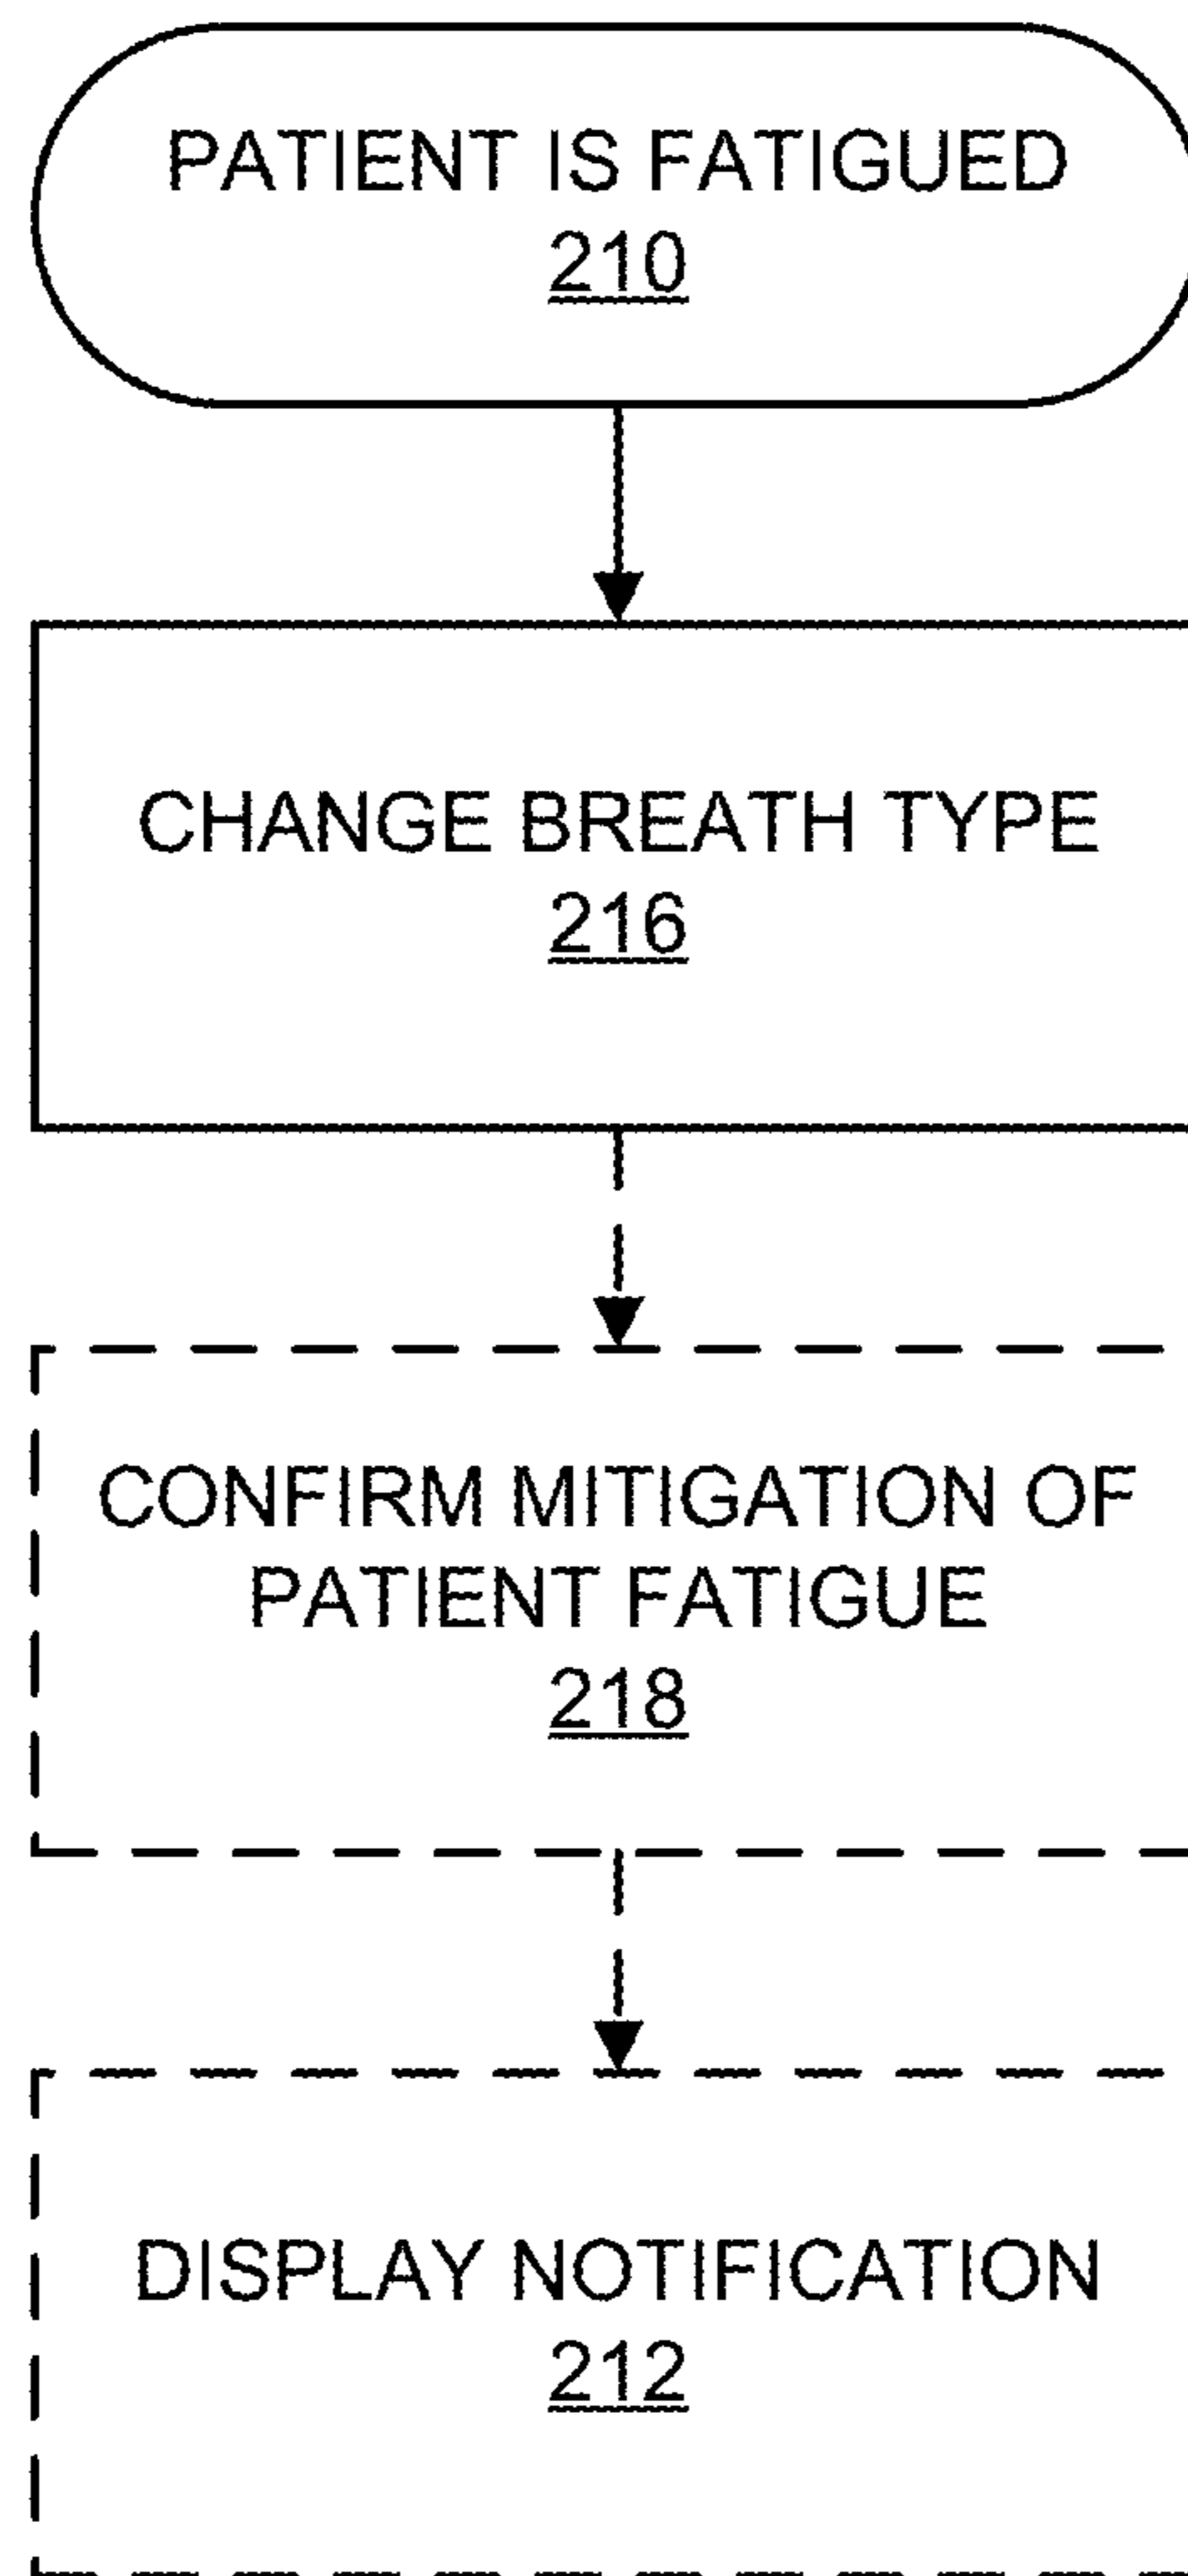 PATIENT IS FATIGUED
210
CHANGE BREATH TYPE
216
CONFIRM MITIGATION OF
PATIENT FATIGUE
218
DISPLAY NOTIFICATION
212